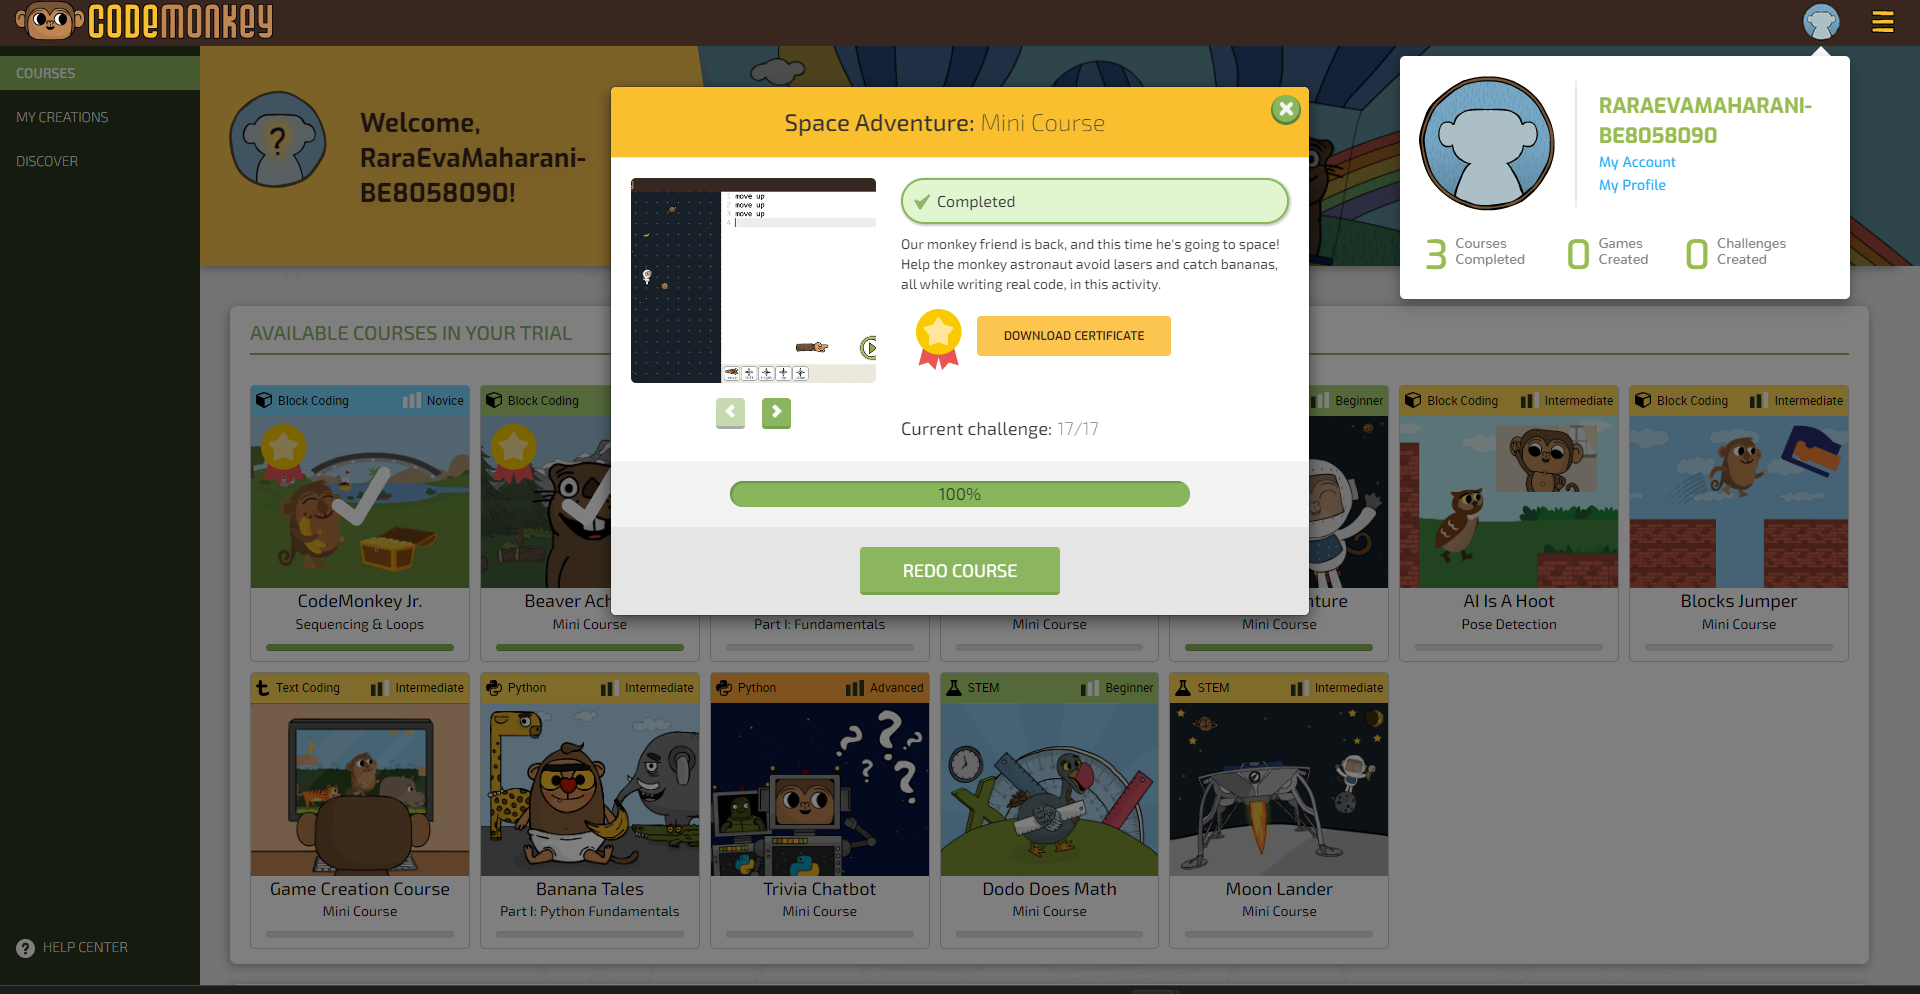 CODEMONKEY
COURSES
MY CREATIONS
DISCOVER
HELP CENTER
Welcome,
RaraEvaMaharani-
BE8058090!
RARAEVAMAHARANI-
BE8058090
My Account
My Profile
3 Courses Completed
0 Games Created
0 Challenges Created
Space Adventure: Mini Course
move up
move up
move up
4
Completed
Our monkey friend is back, and this time he's going to space!
Help the monkey astronaut avoid lasers and catch bananas,
all while writing real code, in this activity.
DOWNLOAD CERTIFICATE
Current challenge: 17/17
100%
REDO COURSE
AVAILABLE COURSES IN YOUR TRIAL
Block Coding Novice
CodeMonkey Jr.
Sequencing & Loops
Block Coding
Beaver Ach
Mini Course
Part I: Fundamentals
Mini Course
Beginner
nture
Mini Course
Block Coding Intermediate
AI Is A Hoot
Pose Detection
Block Coding Intermediate
Blocks Jumper
Mini Course
Text Coding Intermediate
Game Creation Course
Mini Course
Python Intermediate
Banana Tales
Part I: Python Fundamentals
Python Advanced
Trivia Chatbot
Mini Course
STEM Beginner
Dodo Does Math
Mini Course
STEM Intermediate
Moon Lander
Mini Course